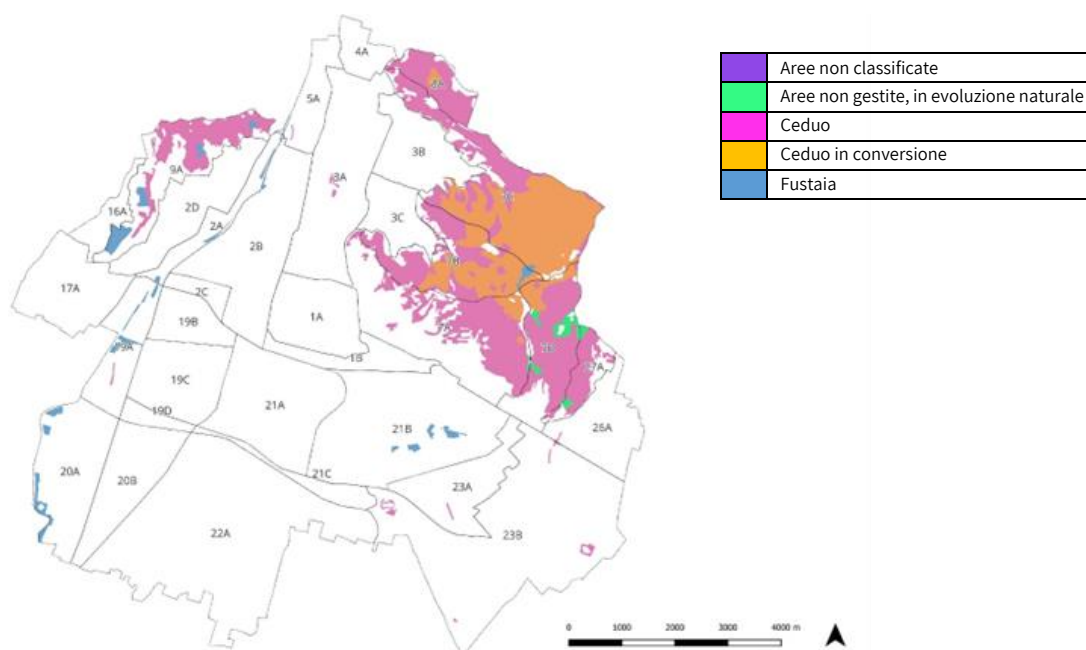 Aree non classificate
Aree non gestite, in evoluzione naturale
Ceduo
Ceduo in conversione
Fustaia
4A
5A
3B
9A
3A
16A
2D
3C
2A
2B
17A
2C
19B
1A
1B
19A
19C
21A
19D
26A
21B
20A
20B
21C
23A
22A
23B
0 1000 2000 3000 4000 m